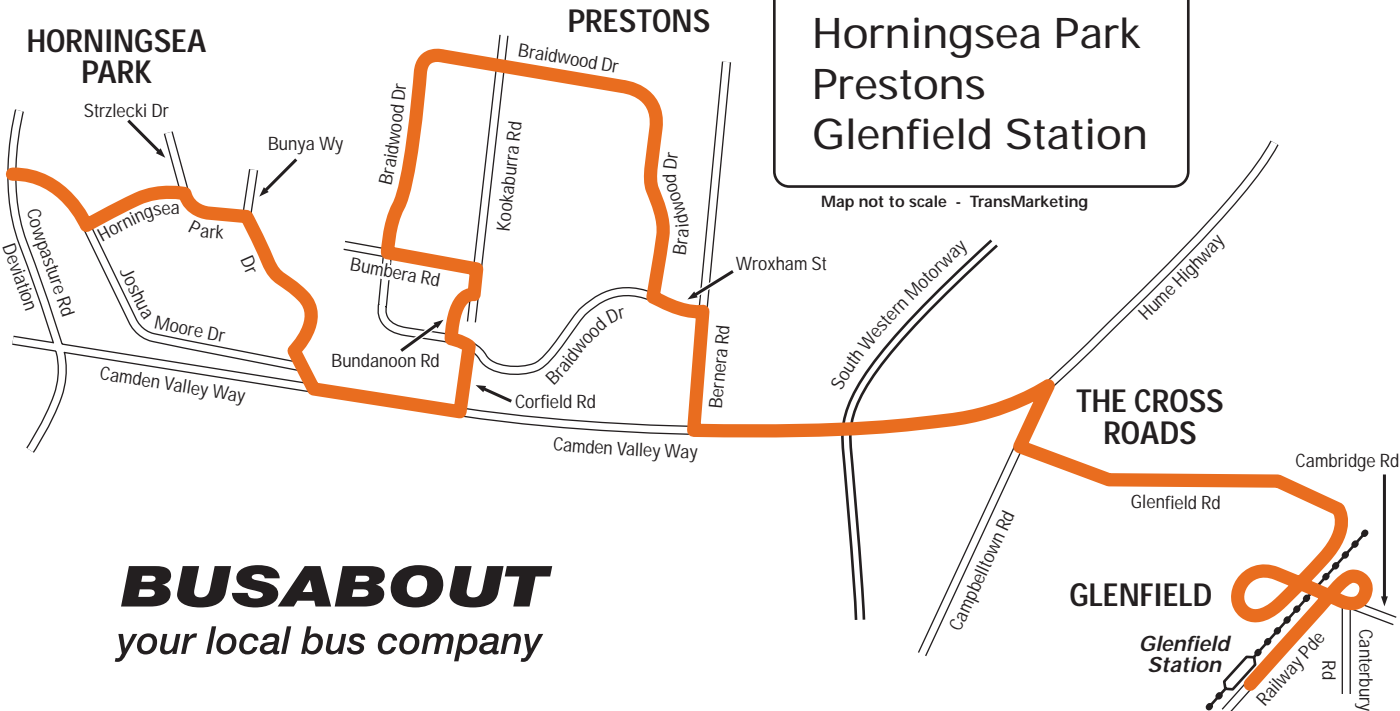 HORNINGSEA
PARK
PRESTONS
Horningsea Park
Prestons
Glenfield Station
Map not to scale - TransMarketing
Strzlecki Dr
Bunya Wy
Braidwood Dr
Braidwood Dr
Kookaburra Rd
Braidwood Dr
Horningsea
Park
Dr
Cowpasture Rd
Deviation
Joshua
Moore Dr
Camden Valley Way
Bumbera Rd
Bundanoon Rd
Braidwood Dr
Corfield Rd
Wroxham St
Bernera Rd
Camden Valley Way
South Western Motorway
Hume Highway
THE CROSS
ROADS
Cambridge Rd
Glenfield Rd
Campbelltown Rd
GLENFIELD
Glenfield
Station
Railway Pde
Canterbury
Rd
BUSABOUT
your local bus company